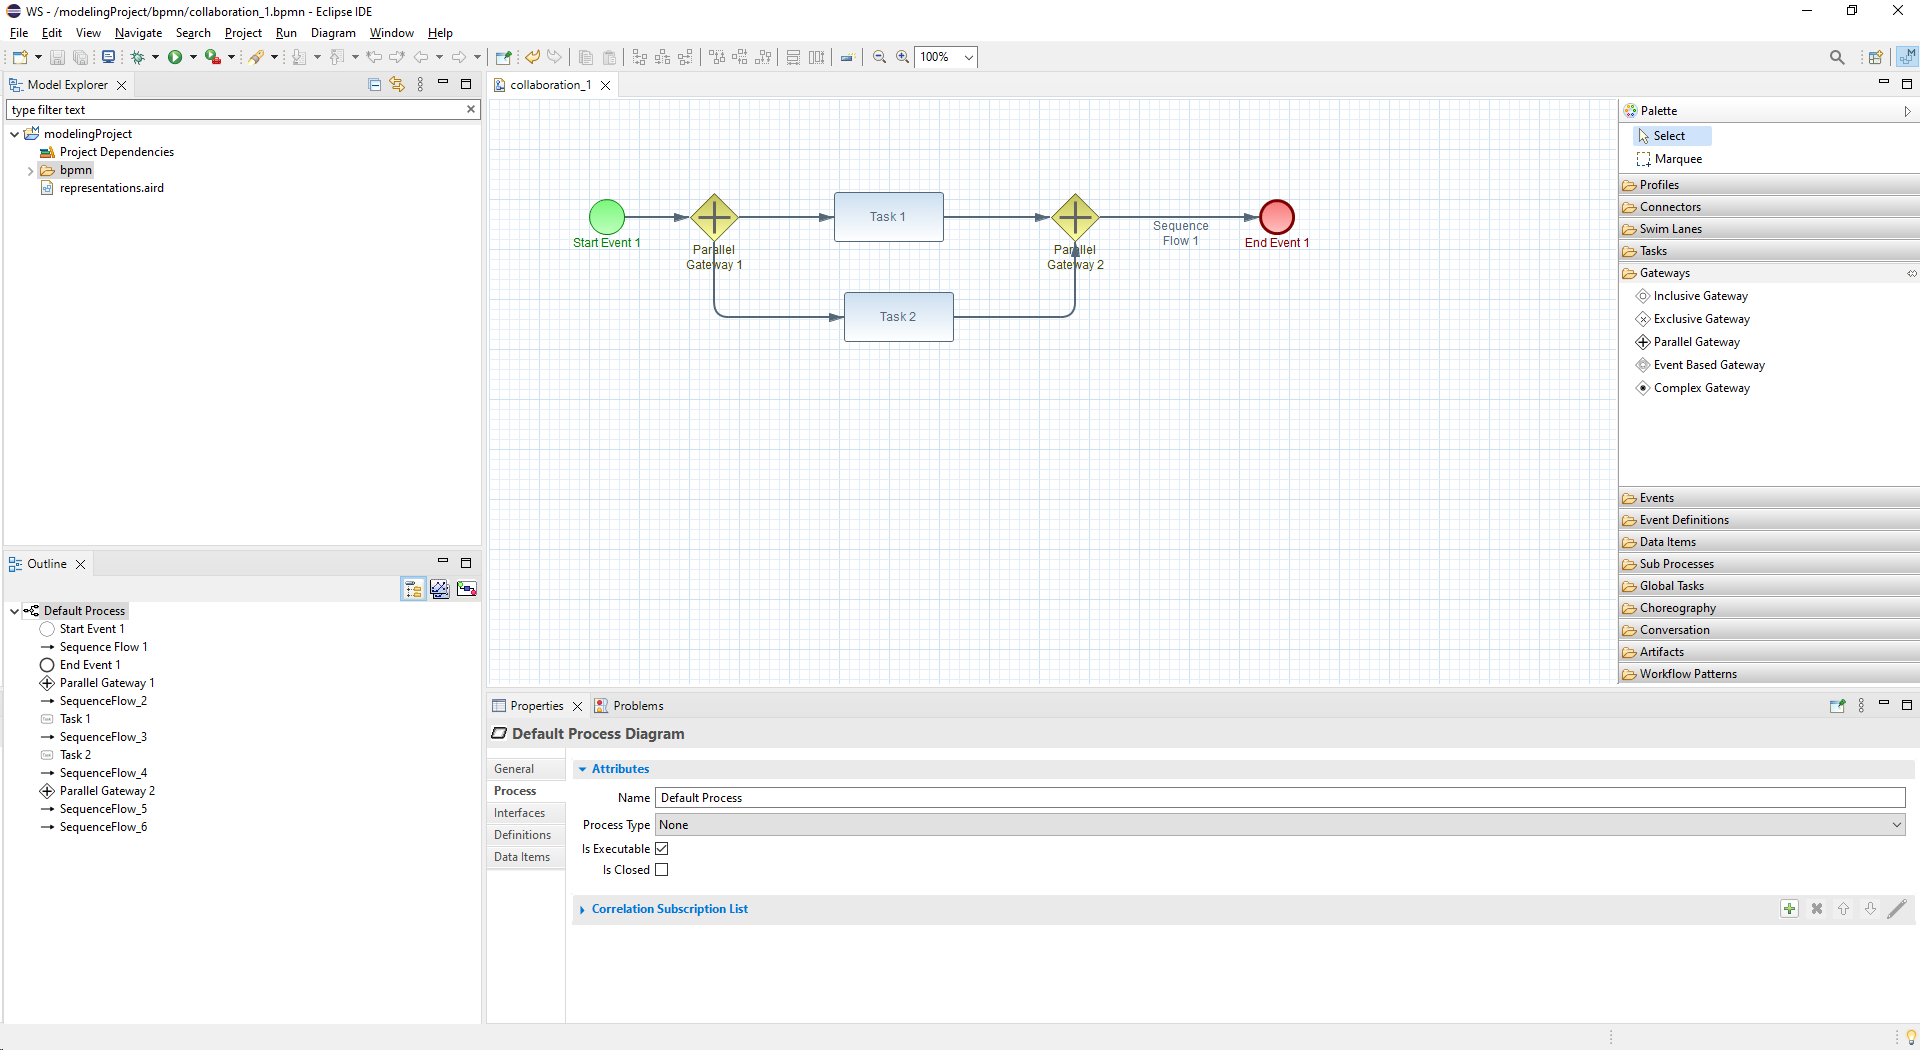 WS - /modelingProject/bpmn/collaboration_1.bpmn - Eclipse IDE
File Edit View Navigate Search Project Run Diagram Window Help
100%
Model Explorer
type filter text
modelingProject
Project Dependencies
bpmn
representations.aird
collaboration_1
Start Event 1
Parallel
Gateway 1
Task 1
Task 2
Parallel
Gateway 2
Sequence
Flow 1
End Event 1
Palette
Select
Marquee
Profiles
Connectors
Swim Lanes
Tasks
Gateways
Inclusive Gateway
Exclusive Gateway
Parallel Gateway
Event Based Gateway
Complex Gateway
Events
Event Definitions
Data Items
Sub Processes
Global Tasks
Choreography
Conversation
Artifacts
Workflow Patterns
Outline
Default Process
Start Event 1
Sequence Flow 1
End Event 1
Parallel Gateway 1
SequenceFlow_2
Task 1
SequenceFlow_3
Task 2
SequenceFlow_4
Parallel Gateway 2
SequenceFlow_5
SequenceFlow_6
Properties
Problems
Default Process Diagram
General
Process
Interfaces
Definitions
Data Items
Attributes
Name Default Process
Process Type None
Is Executable
Is Closed
Correlation Subscription List